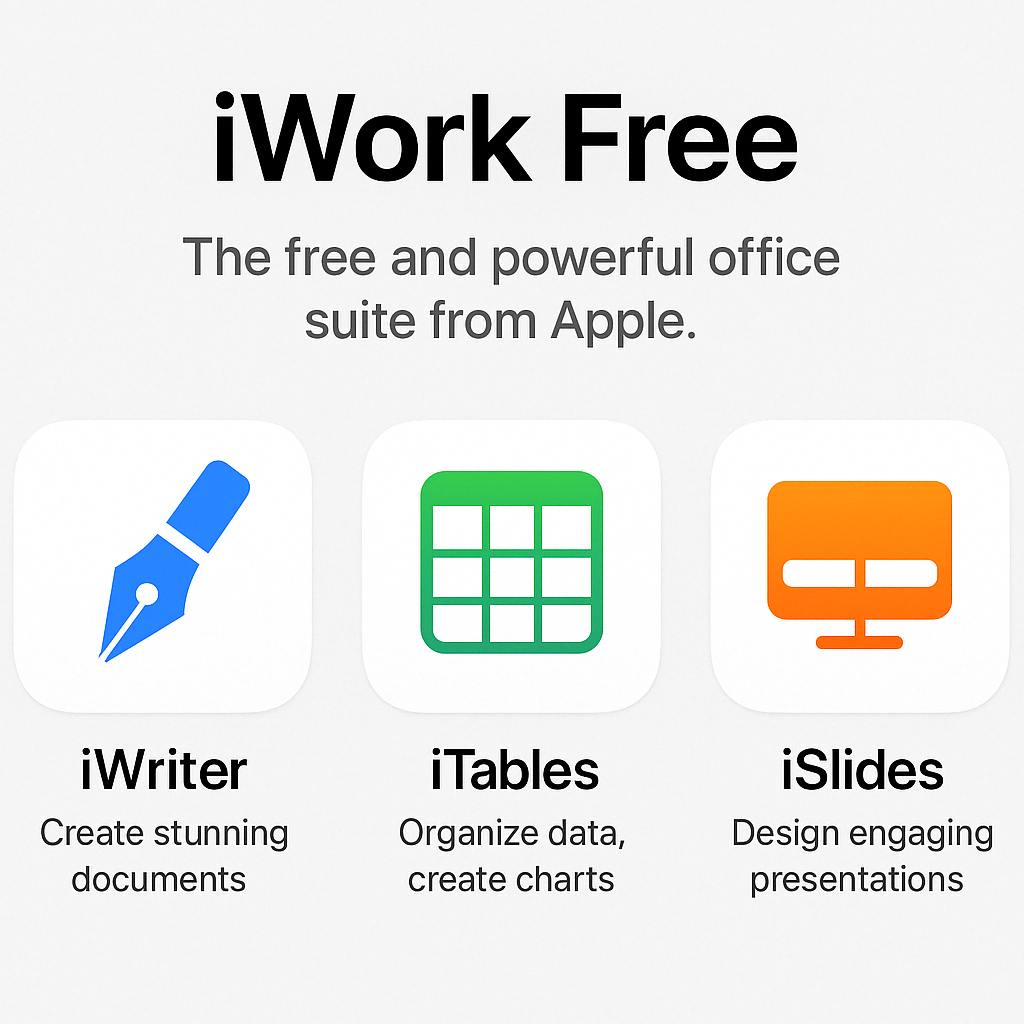 iWork Free
The free and powerful office
suite from Apple.
iWriter
Create stunning
documents
iTables
Organize data,
create charts
iSlides
Design engaging
presentations